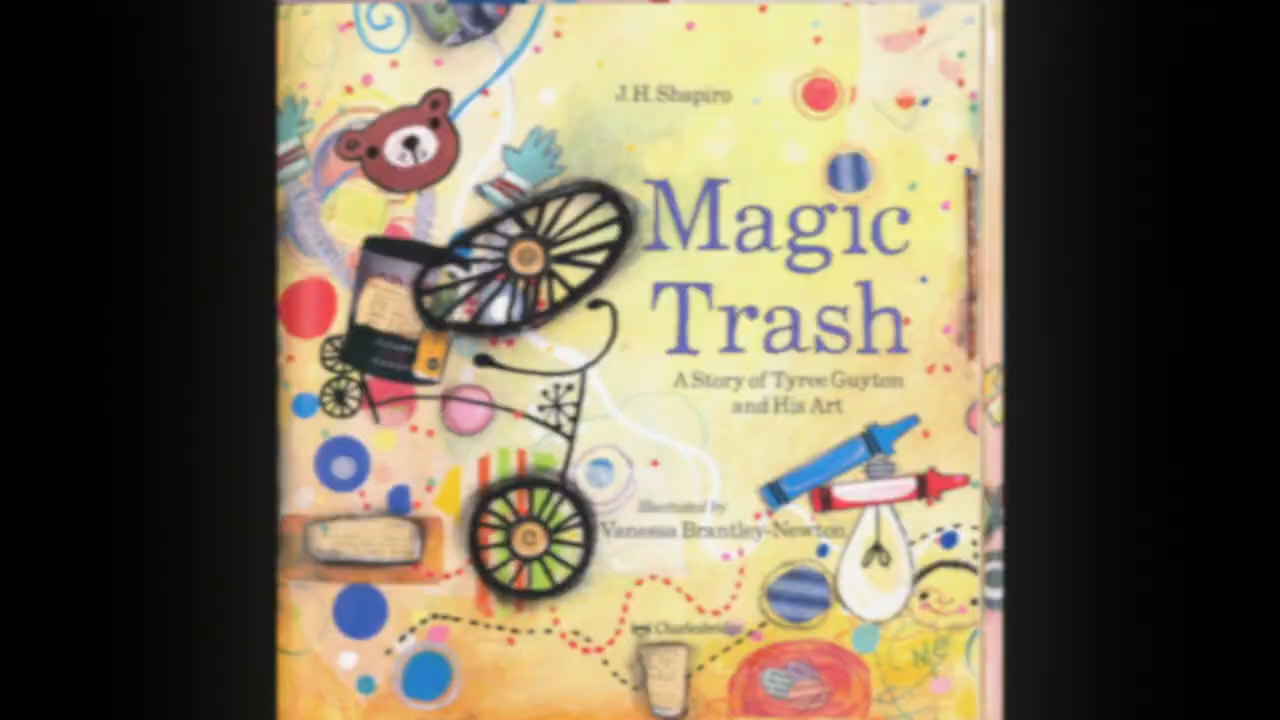 J.H. Shapiro
Magic
Trash
A Story of Tyree Guyton
and His Art
Illustrated by
Vanessa Brantley-Newton
Charlesbridge